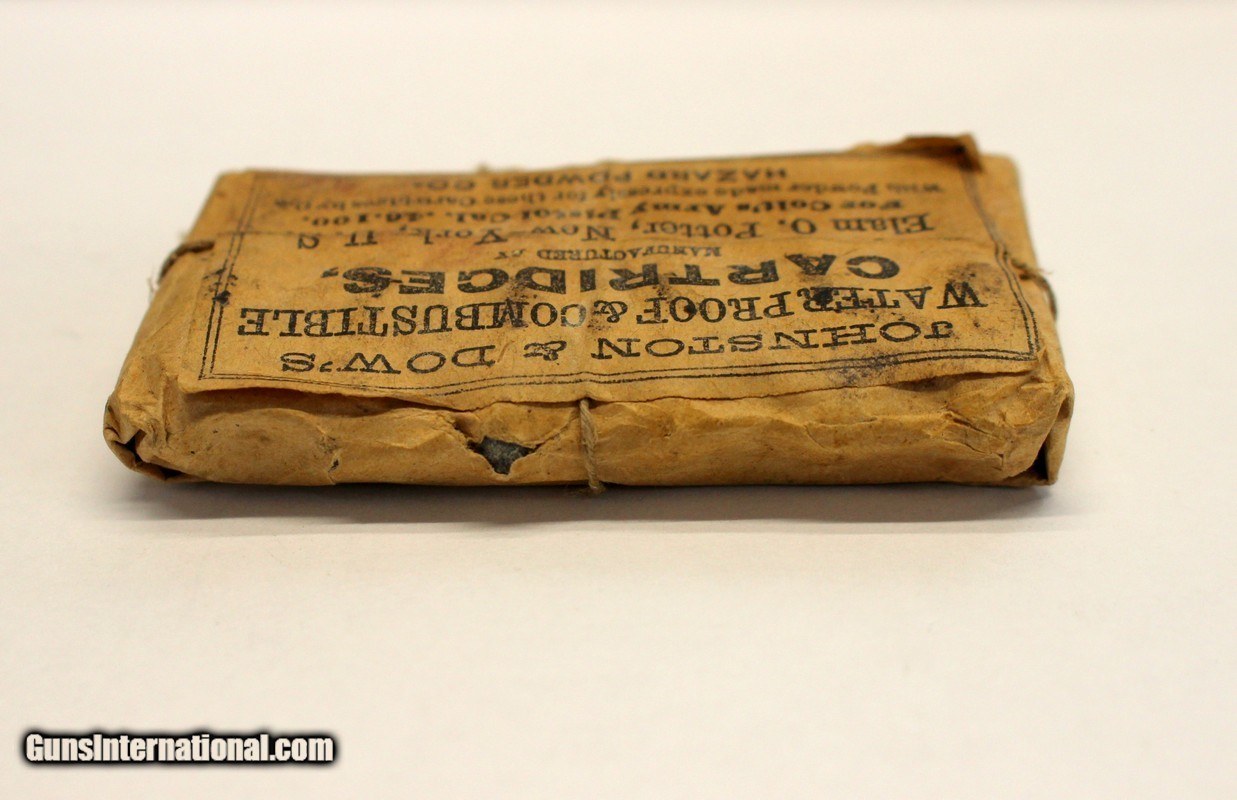 JOHNSTON & DOW'S
WATERPROOF & COMBUSTIBLE
CARTRIDGES.
MANUFACTURED BY
Elam O. Potter, New-York, U. S
For Colt's Army Pistol Cal. .46.100.
With Powder made expressly for these Cartridges by the
HAZARD POWDER CO.
GunsInternational.com